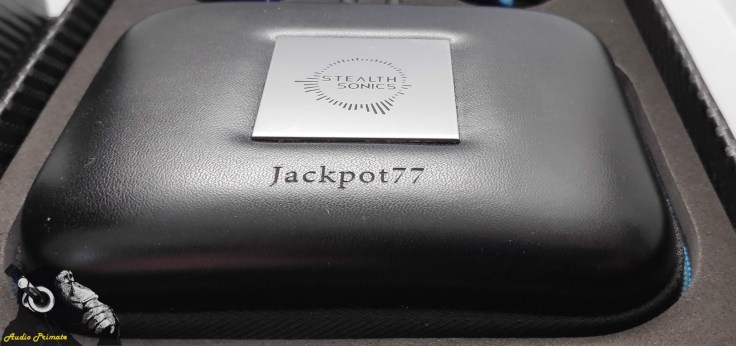 STEALTH
SONICS
Jackpot77
Audio Primate